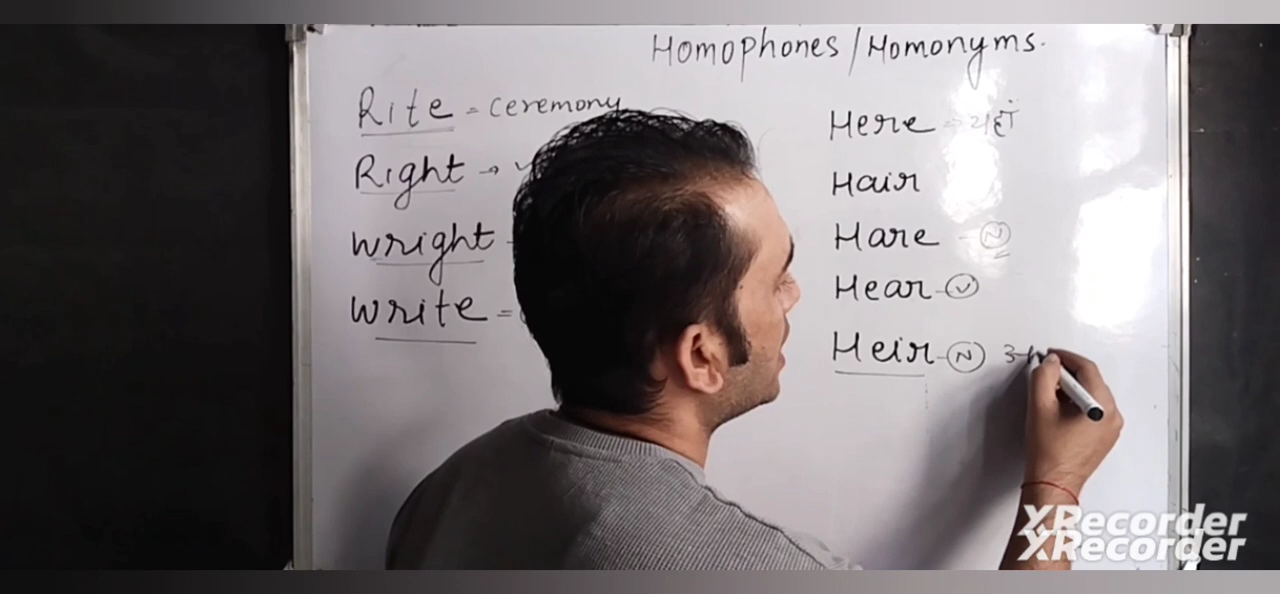 Homophones/Homonyms.
Rite = ceremony
Right →
Wright -
Write =
Here → यहाँ
Hair
Hare - N
Hear - V
Heir - N
XRecorder
XRecorder